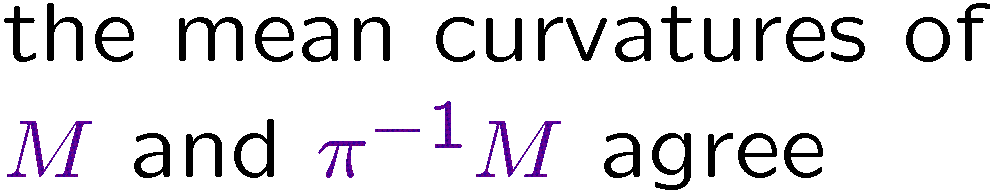 the mean curvatures of
M and π⁻¹M agree